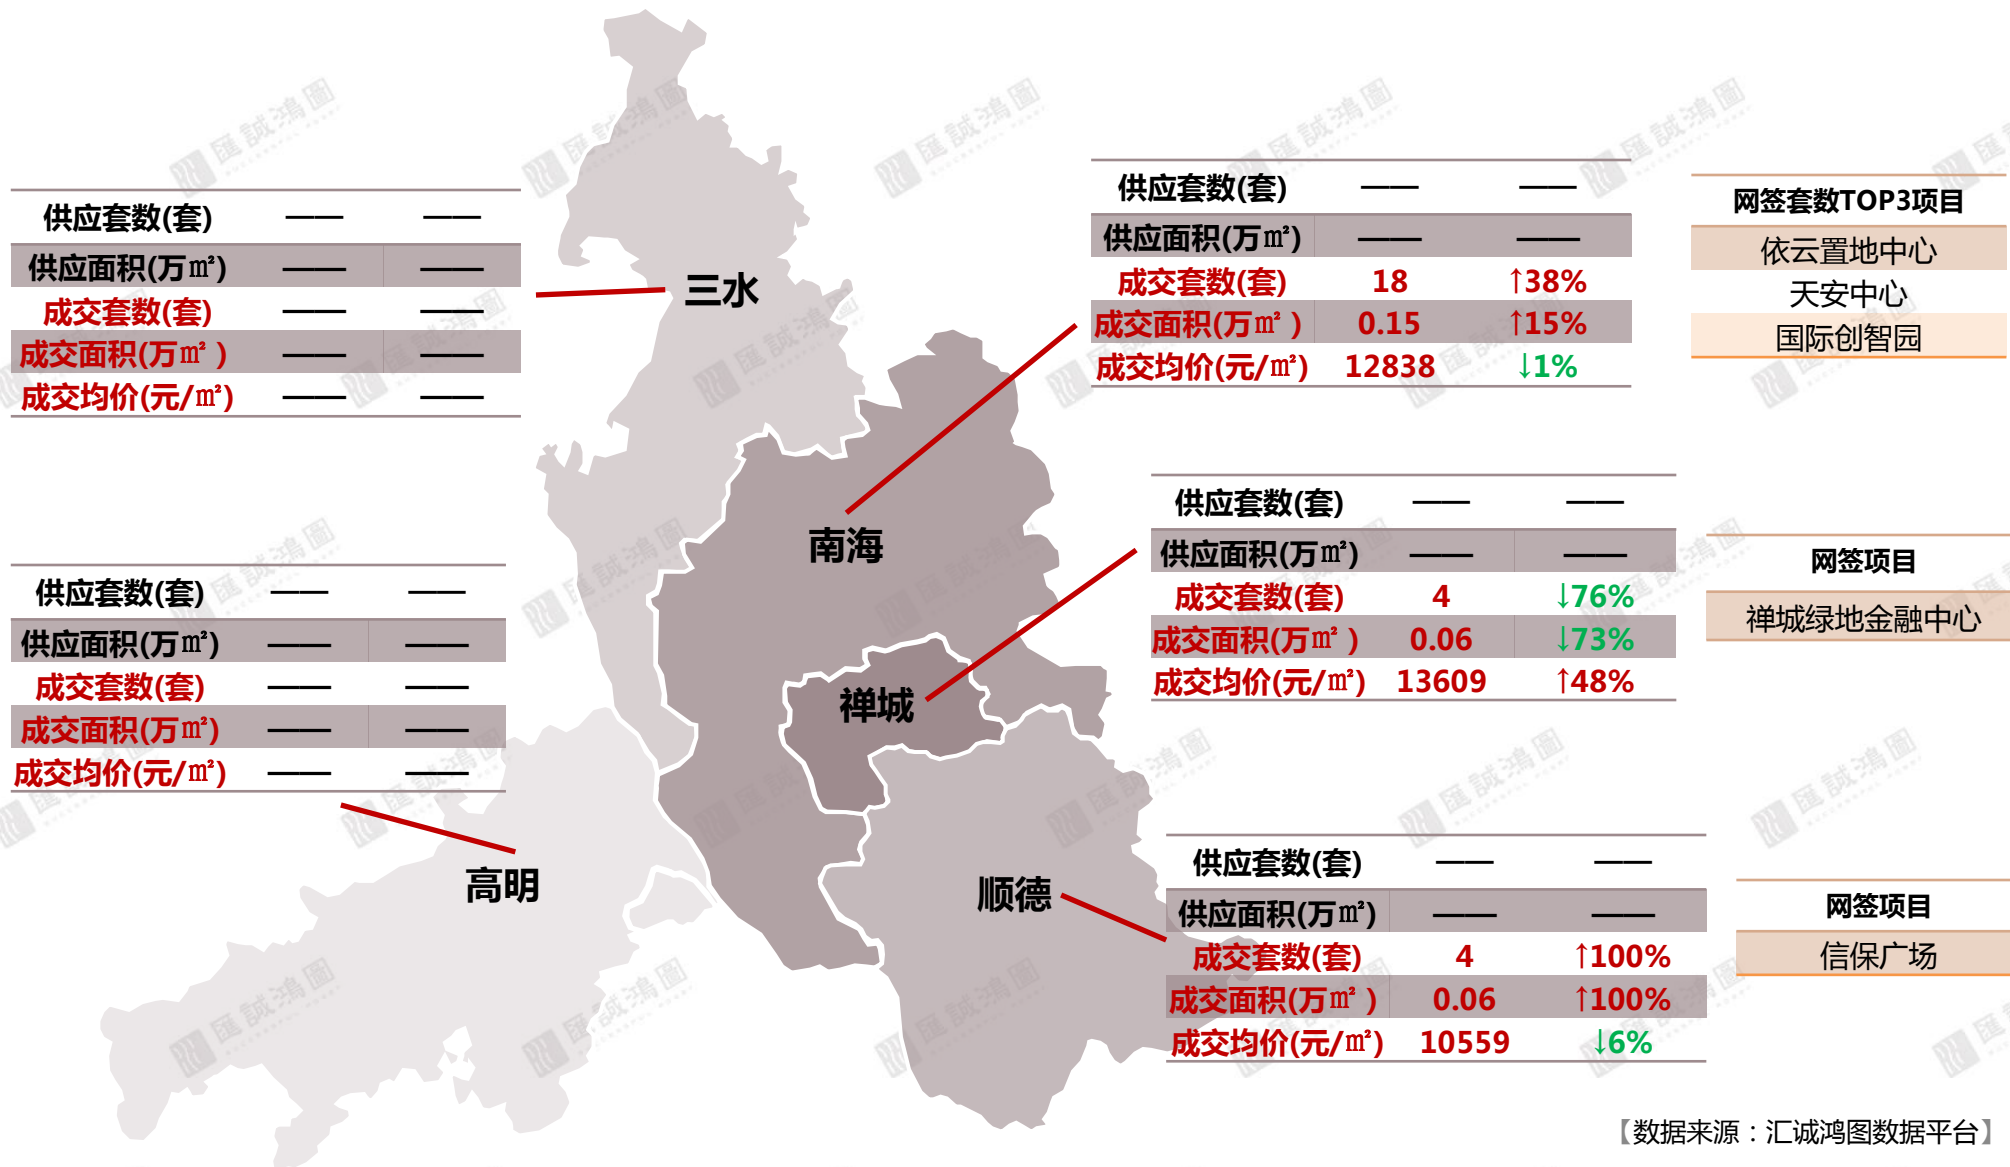 供应套数(套) —— ——
供应面积(万㎡) —— ——
成交套数(套) —— ——
成交面积(万㎡) —— ——
成交均价(元/㎡) —— ——
三水
供应套数(套) —— ——
供应面积(万㎡) —— ——
成交套数(套) 18 ↑38%
成交面积(万㎡) 0.15 ↑15%
成交均价(元/㎡) 12838 ↓1%
网签套数TOP3项目
依云置地中心
天安中心
国际创智园
南海
供应套数(套) —— ——
供应面积(万㎡) —— ——
成交套数(套) 4 ↓76%
成交面积(万㎡) 0.06 ↓73%
成交均价(元/㎡) 13609 ↑48%
网签项目
禅城绿地金融中心
禅城
供应套数(套) —— ——
供应面积(万㎡) —— ——
成交套数(套) —— ——
成交面积(万㎡) —— ——
成交均价(元/㎡) —— ——
高明
顺德
供应套数(套) —— ——
供应面积(万㎡) —— ——
成交套数(套) 4 ↑100%
成交面积(万㎡) 0.06 ↑100%
成交均价(元/㎡) 10559 ↓6%
网签项目
信保广场
【数据来源：汇诚鸿图数据平台】
匯誠鴻圖